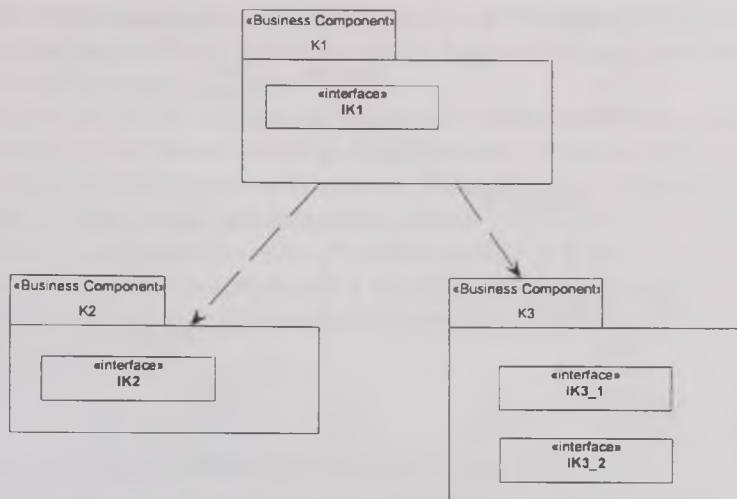 «Business Component»
K1
«interface»
IK1
«Business Component»
K2
«interface»
IK2
«Business Component»
K3
«interface»
IK3_1
«interface»
IK3_2